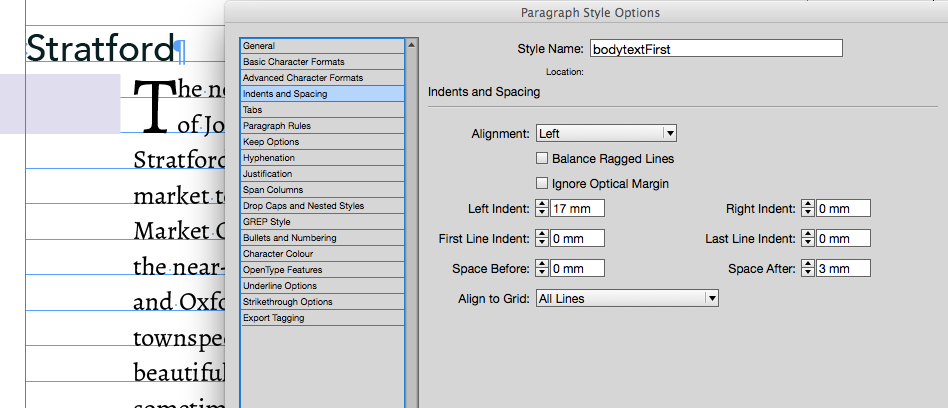 Paragraph Style Options
Stratford¶
The
of Jo
Stratford
market t
Market
the near-
and Oxfo
townspe
beautiful
sometim
General
Basic Character Formats
Advanced Character Formats
Indents and Spacing
Tabs
Paragraph Rules
Keep Options
Hyphenation
Justification
Span Columns
Drop Caps and Nested Styles
GREP Style
Bullets and Numbering
Character Colour
OpenType Features
Underline Options
Strikethrough Options
Export Tagging
Style Name: bodytextFirst
Location:
Indents and Spacing
Alignment: Left
Balance Ragged Lines
Ignore Optical Margin
Left Indent: 17 mm Right Indent: 0 mm
First Line Indent: 0 mm Last Line Indent: 0 mm
Space Before: 0 mm Space After: 3 mm
Align to Grid: All Lines